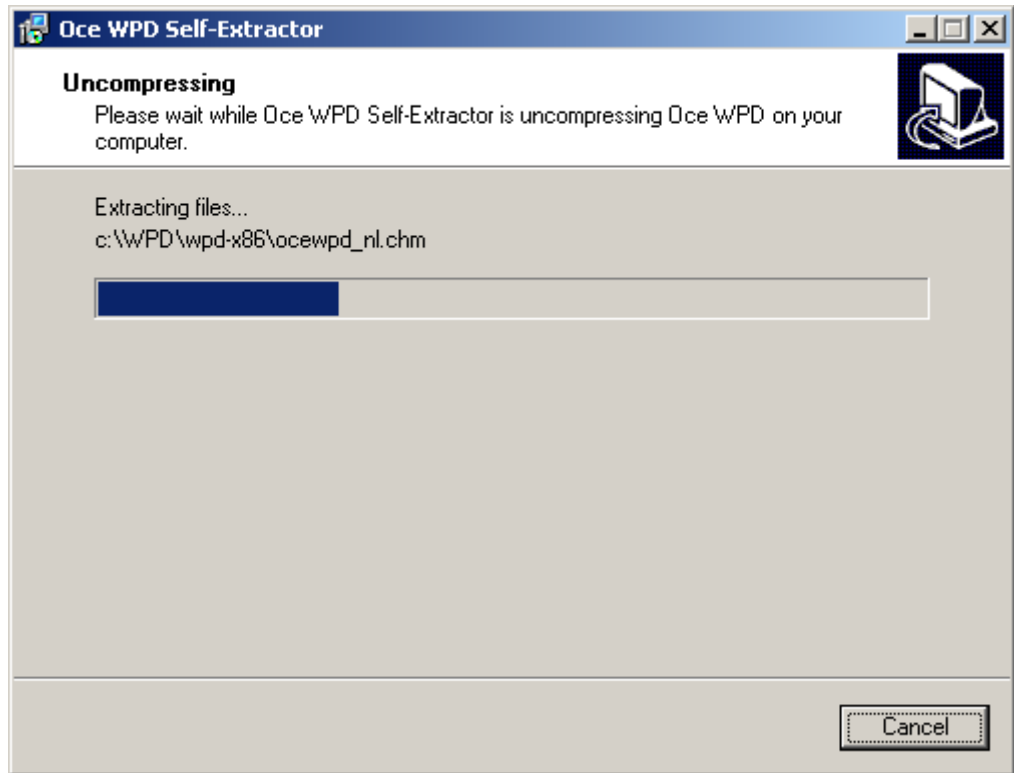 Oce WPD Self-Extractor
Uncompressing
Please wait while Oce WPD Self-Extractor is uncompressing Oce WPD on your
computer.
Extracting files...
c:\WPD\wpd-x86\ocewpd_nl.chm
Cancel